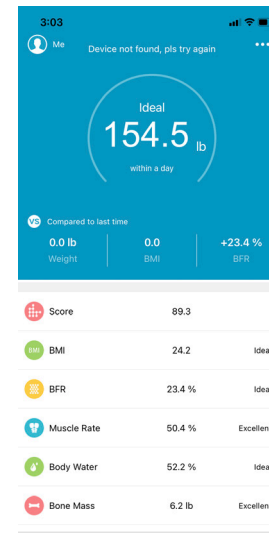 3:03
Me
Device not found, pls try again
Ideal
154.5 lb
within a day
VS Compared to last time
0.0 lb 0.0 +23.4 %
Weight BMI BFR
Score 89.3
BMI BMI 24.2 Idea
BFR 23.4 % Idea
Muscle Rate 50.4 % Excellen
Body Water 52.2 % Idea
Bone Mass 6.2 lb Excellen